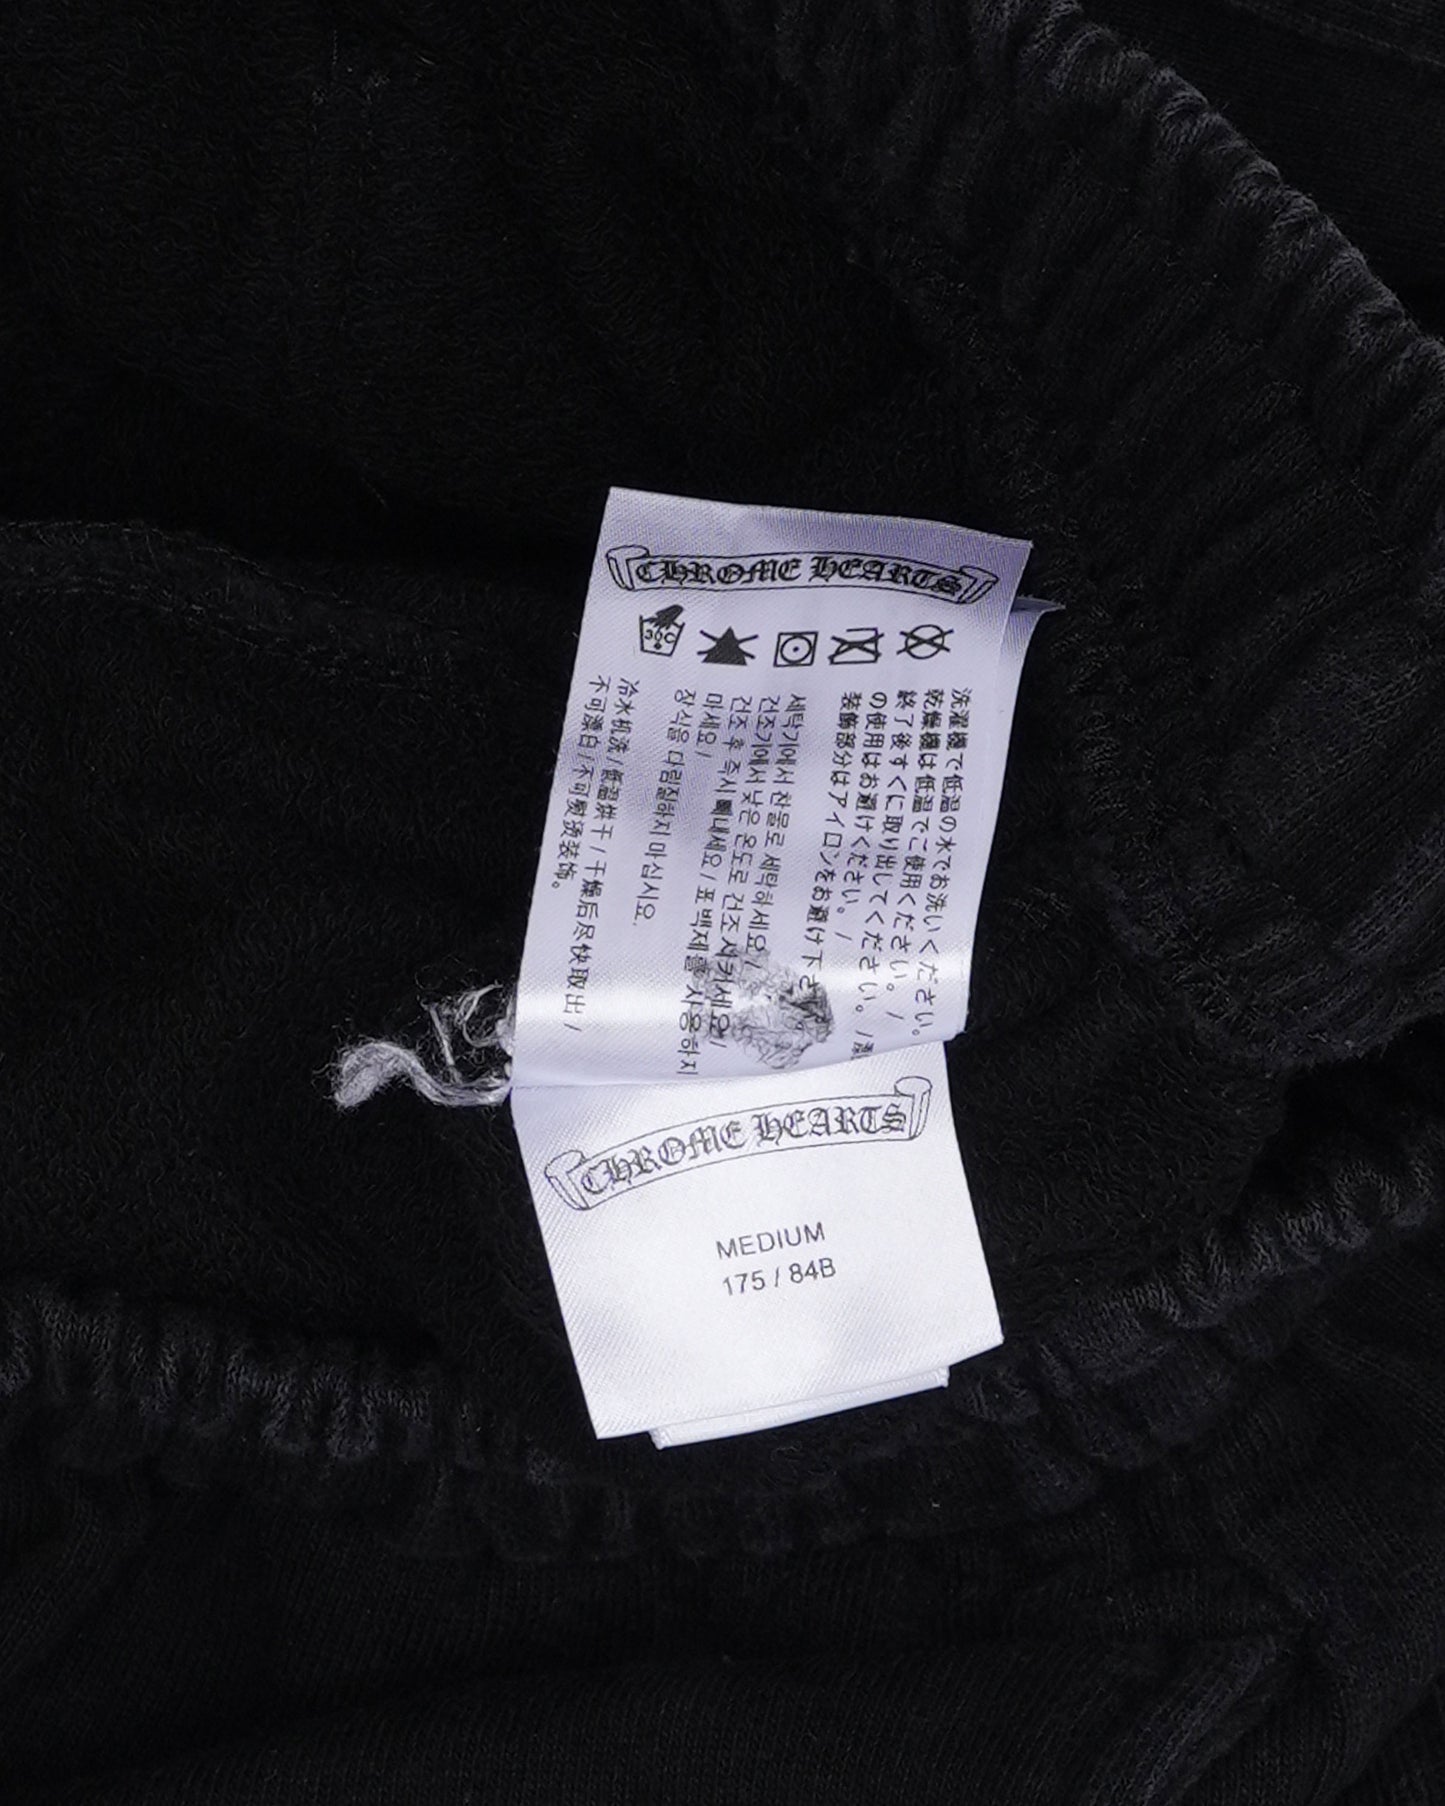 CHROME HEARTS
30C
洗濯機で低温の水でお洗いください。
乾燥機は低温でご使用ください。 /
終了後すぐに取り出してください。 / 漂
の使用はお避けください。 /
装飾部分はアイロンをお避け下さ
세탁기에서 찬물로 세탁하세요 /
건조기에서 낮은 온도로 건조시키세요 /
건조 후 즉시 빼내세요 / 표백제를 사용하지
마세요 /
장식을 다림질하지 마십시요.
冷水机洗 / 低温烘干 / 干燥后尽快取出 /
不可漂白 / 不可熨烫装饰。
CHROME HEARTS
MEDIUM
175 / 84B